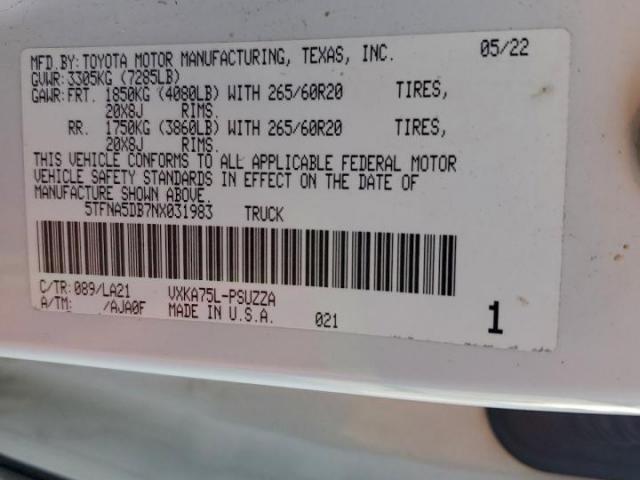 MFD.BY: TOYOTA MOTOR MANUFACTURING, TEXAS, INC. 05/22
GVWR: 3305KG (7285LB)
GAWR: FRT. 1850KG (4080LB) WITH 265/60R20 TIRES,
20X8J RIMS.
RR. 1750KG (3860LB) WITH 265/60R20 TIRES,
20X8J RIMS.
THIS VEHICLE CONFORMS TO ALL APPLICABLE FEDERAL MOTOR
VEHICLE SAFETY STANDARDS IN EFFECT ON THE DATE OF
MANUFACTURE SHOWN ABOVE.
5TFNA5DB7NX031983 TRUCK
C/TR: 089/LA21 VXKA75L-PSUZZA
A/TM: /AJA0F MADE IN U.S.A. 021 1